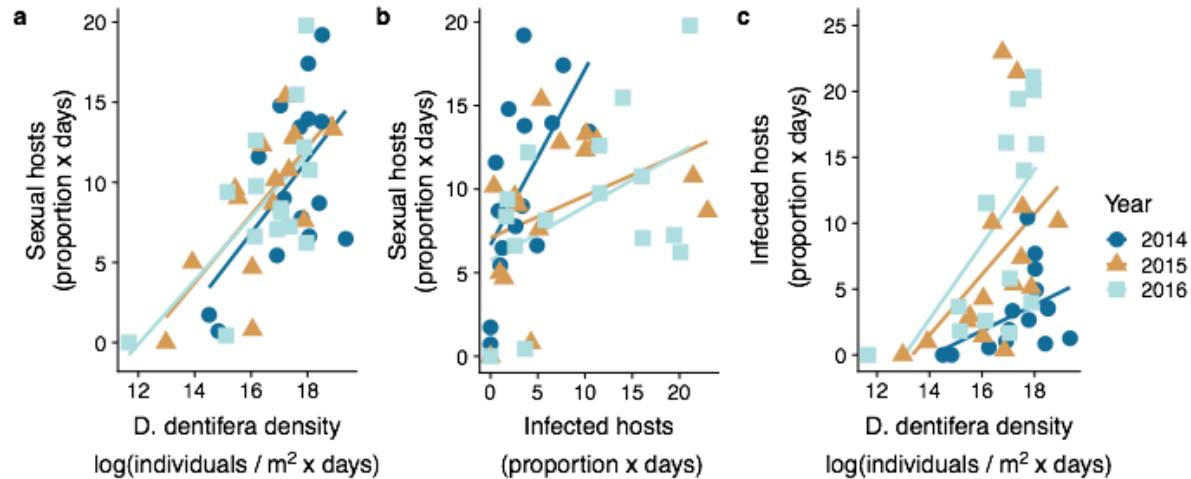 a
Sexual hosts
(proportion x days)
20
15
10
5
0
12 14 16 18
D. dentifera density
log(individuals / m² x days)
b
Sexual hosts
(proportion x days)
20
15
10
5
0
0 5 10 15 20
Infected hosts
(proportion x days)
c
Infected hosts
(proportion x days)
25
20
15
10
5
0
12 14 16 18
D. dentifera density
log(individuals / m² x days)
Year
2014
2015
2016